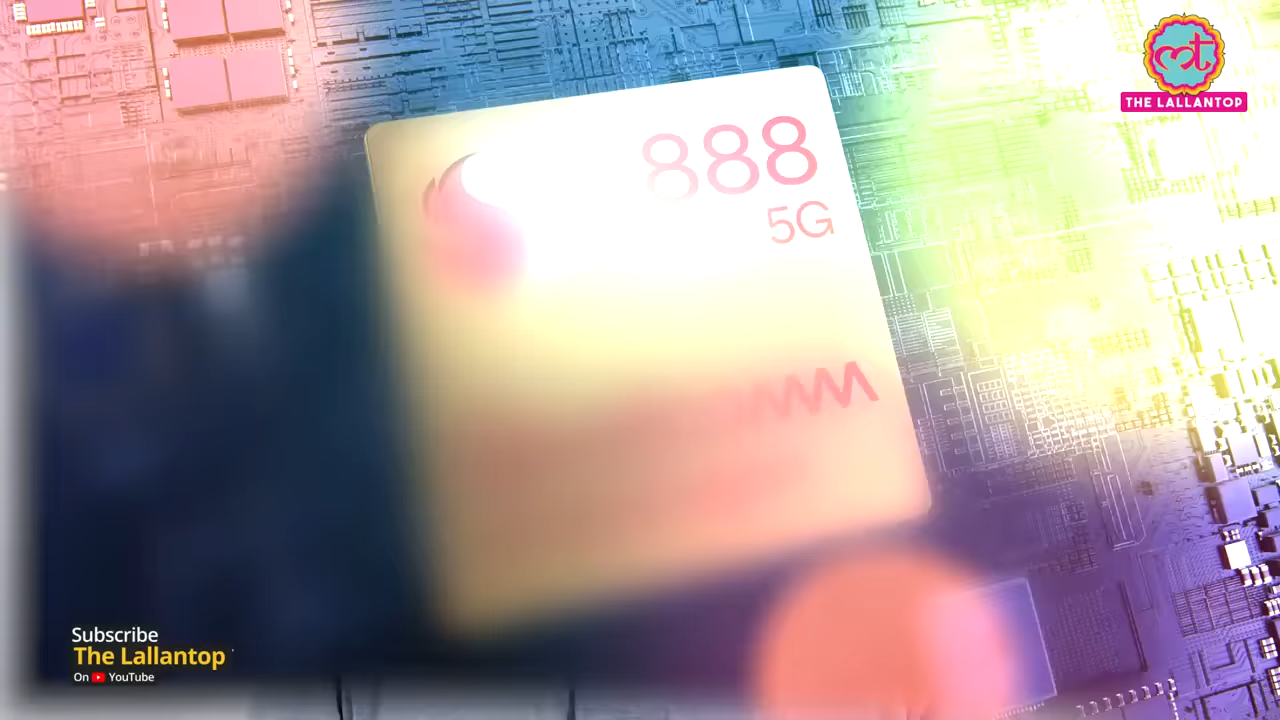 THE LALLANTOP
888
5G
Subscribe
The Lallantop
On YouTube